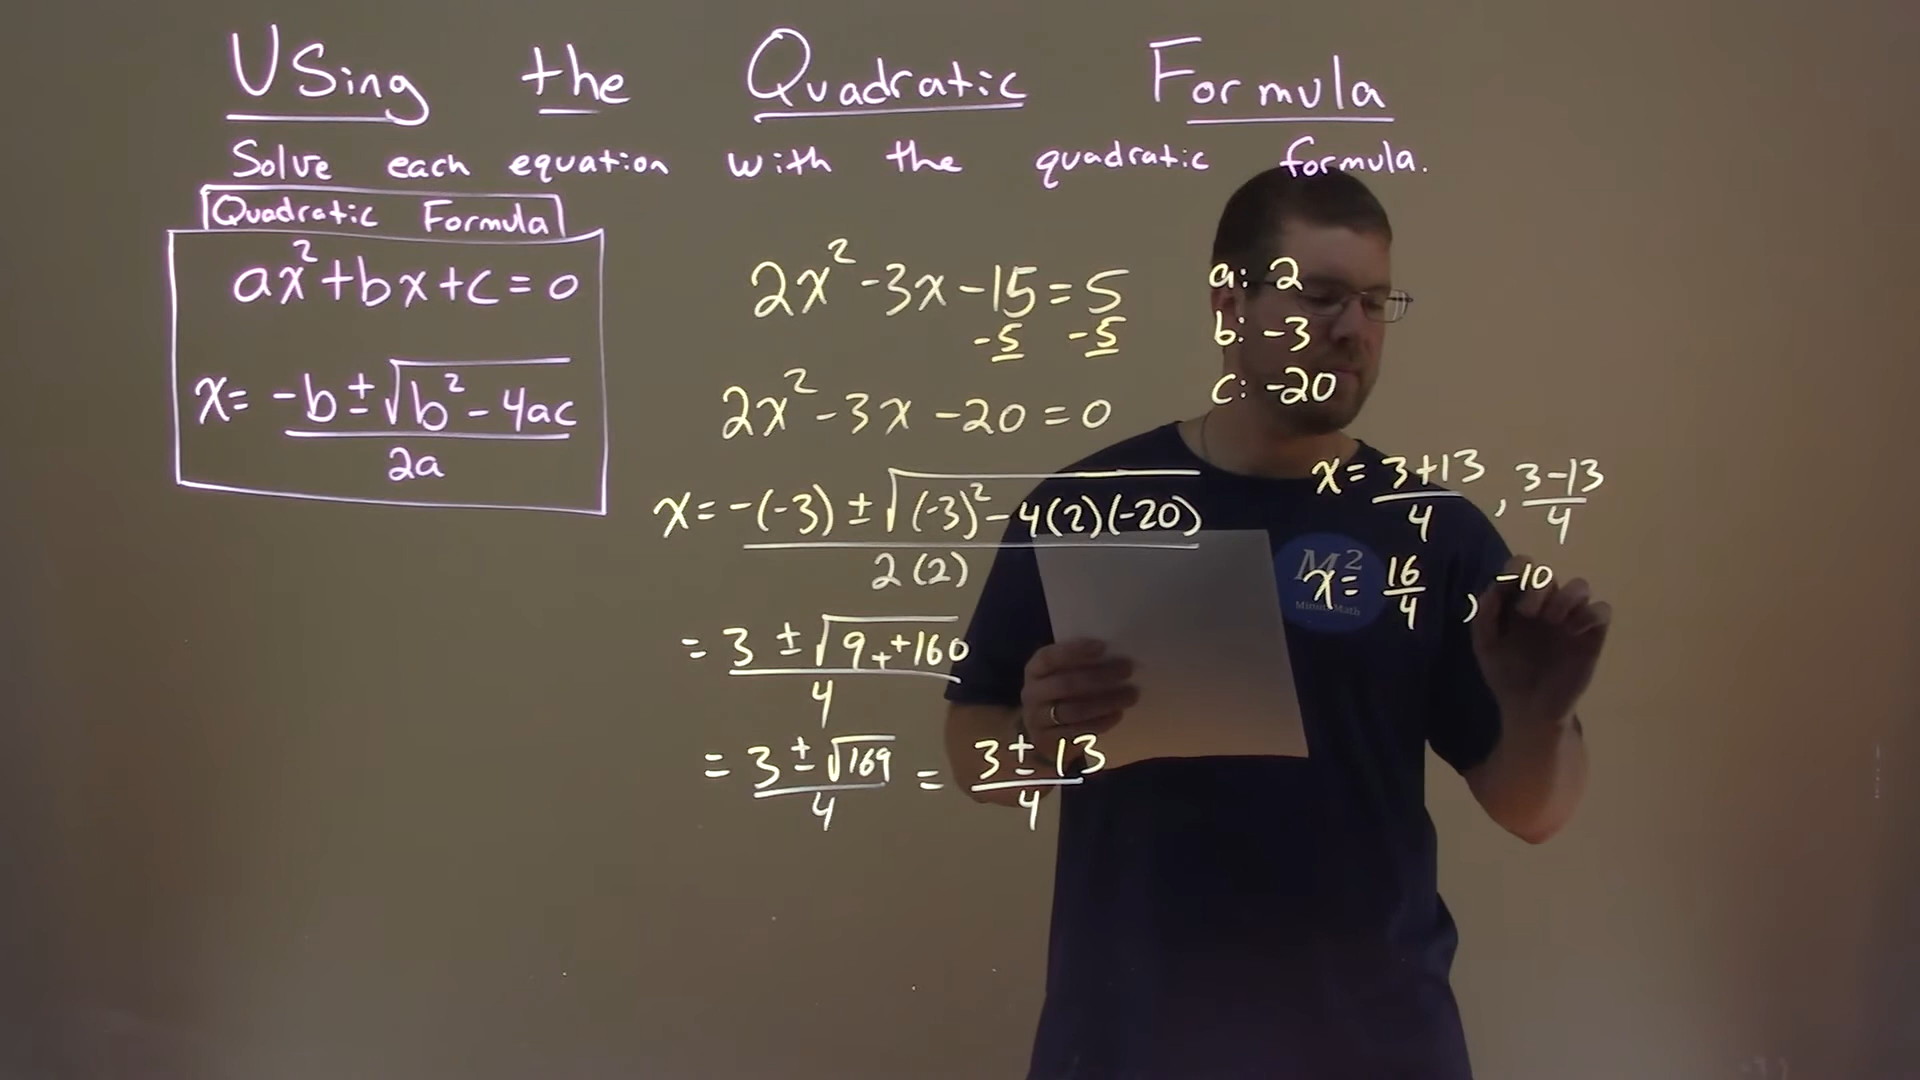 Using the Quadratic Formula
Solve each equation with the quadratic formula.
Quadratic Formula
ax²+bx+c=0
x= -b±√b²-4ac
2a
2x²-3x-15=5
-5 -5
2x²-3x-20=0
a: 2
b: -3
c: -20
x= -(-3)±√(-3)²-4(2)(-20)
2(2)
= 3 ± √9++160
4
= 3±√169 = 3±13
4 4
x= 3+13 , 3-13
4 4
x= 16 , -10
4
M²
Minute Math